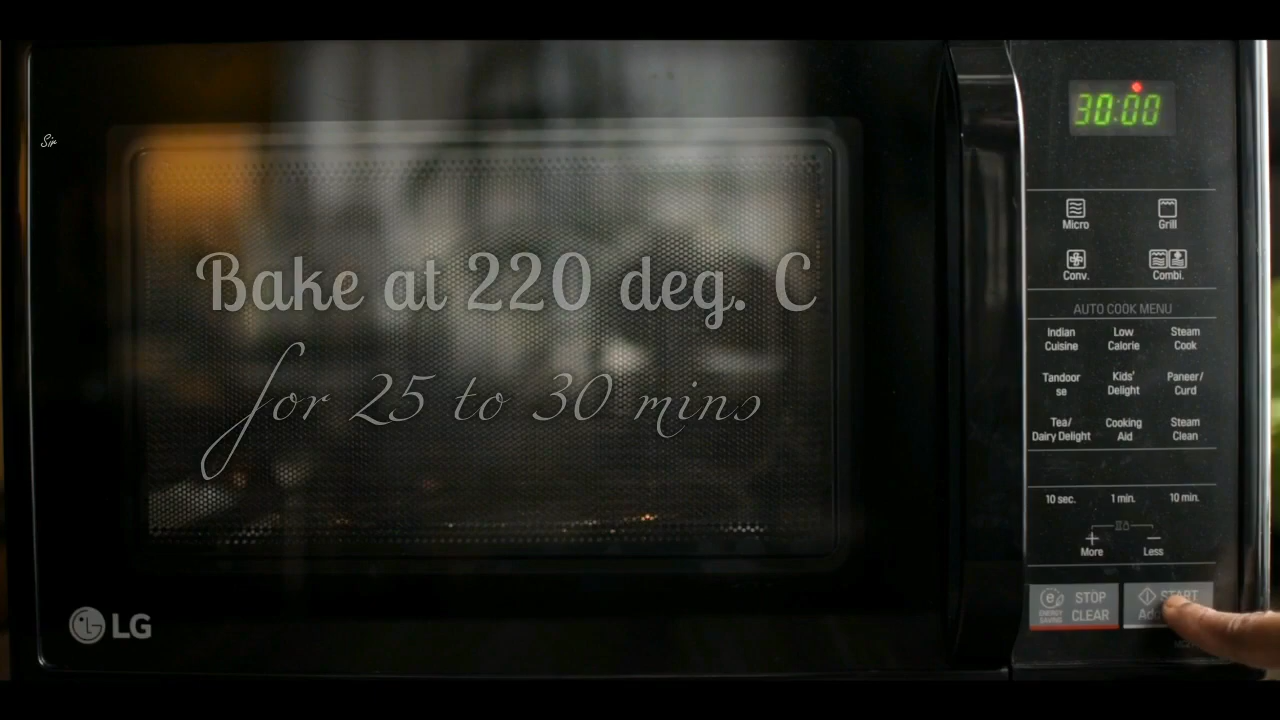 Sir
30:00
Micro
Grill
Conv.
Combi.
AUTO COOK MENU
Indian
Cuisine
Low
Calorie
Steam
Cook
Tandoor
se
Kids'
Delight
Paneer/
Curd
Tea/
Dairy Delight
Cooking
Aid
Steam
Clean
Bake at 220 deg. C
for 25 to 30 mins
10 sec.
1 min.
10 min.
More
Less
e
ENERGY
SAVING
STOP
CLEAR
START
LG